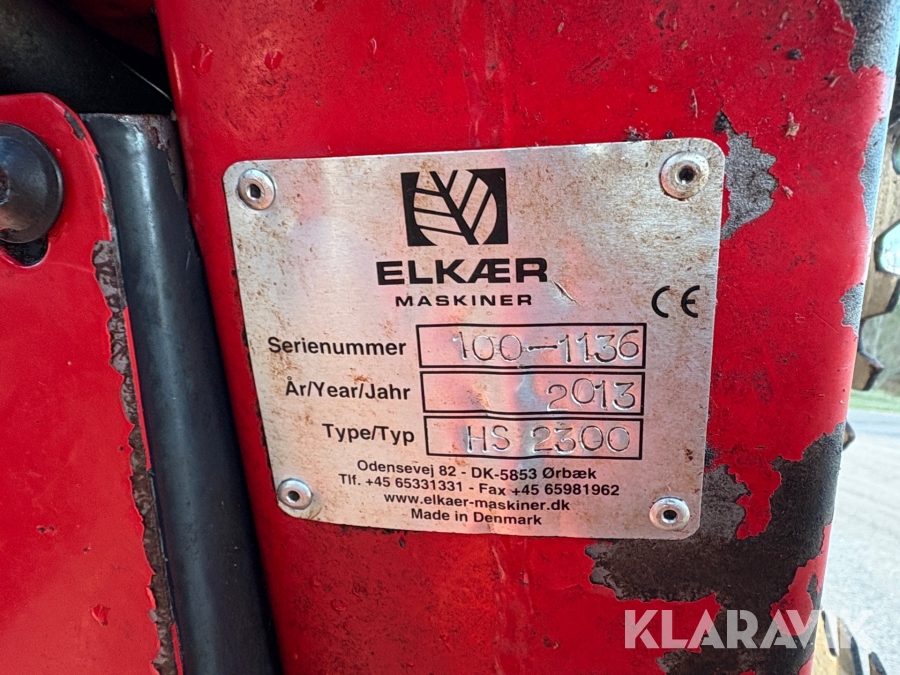 ELKÆR
MASKINER
CE
Serienummer 100-1136
År/Year/Jahr 2013
Type/Typ HS 2300
Odensevej 82 - DK-5853 Ørbæk
Tlf. +45 65331331 - Fax +45 65981962
www.elkaer-maskiner.dk
Made in Denmark
KLARAVIK